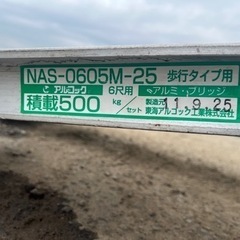 NAS-0605M-25 歩行タイプ用
アルコック 6尺用 アルミ・ブリッジ
積載500 kg/セット 製造元 11.9.25
東海アルコック工業株式会社